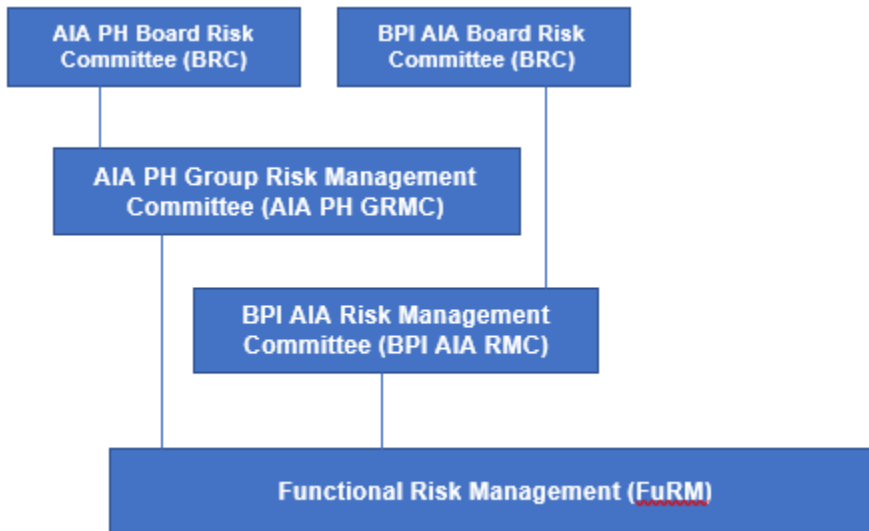 AIA PH Board Risk
Committee (BRC)
BPI AIA Board Risk
Committee (BRC)
AIA PH Group Risk Management
Committee (AIA PH GRMC)
BPI AIA Risk Management
Committee (BPI AIA RMC)
Functional Risk Management (FuRM)